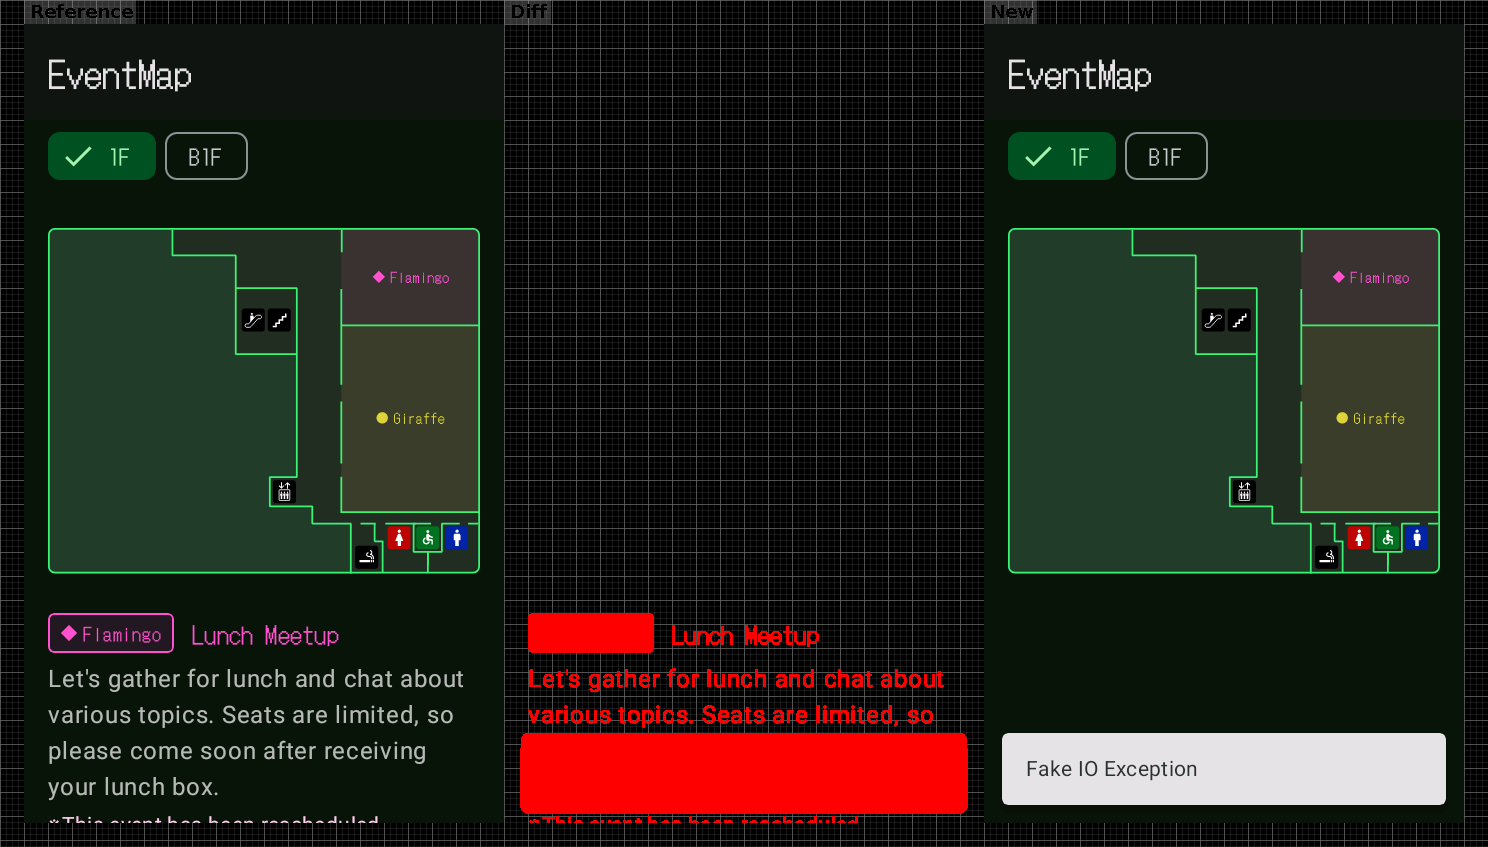 Reference
Diff
New
EventMap
1F
B1F
Flamingo
Giraffe
Flamingo
Lunch Meetup
Let's gather for lunch and chat about
various topics. Seats are limited, so
please come soon after receiving
your lunch box.
*This event has been rescheduled
Lunch Meetup
Let's gather for lunch and chat about
various topics. Seats are limited, so
*This event has been rescheduled
EventMap
1F
B1F
Flamingo
Giraffe
Fake IO Exception